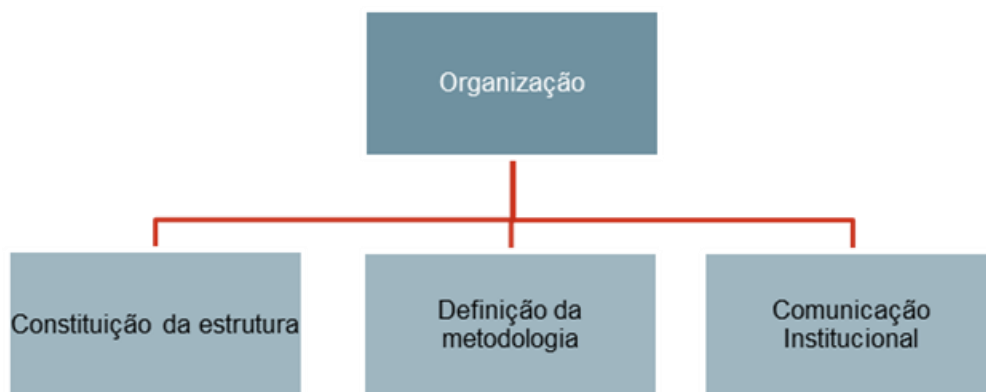 Organização
Constituição da estrutura
Definição da
metodologia
Comunicação
Institucional